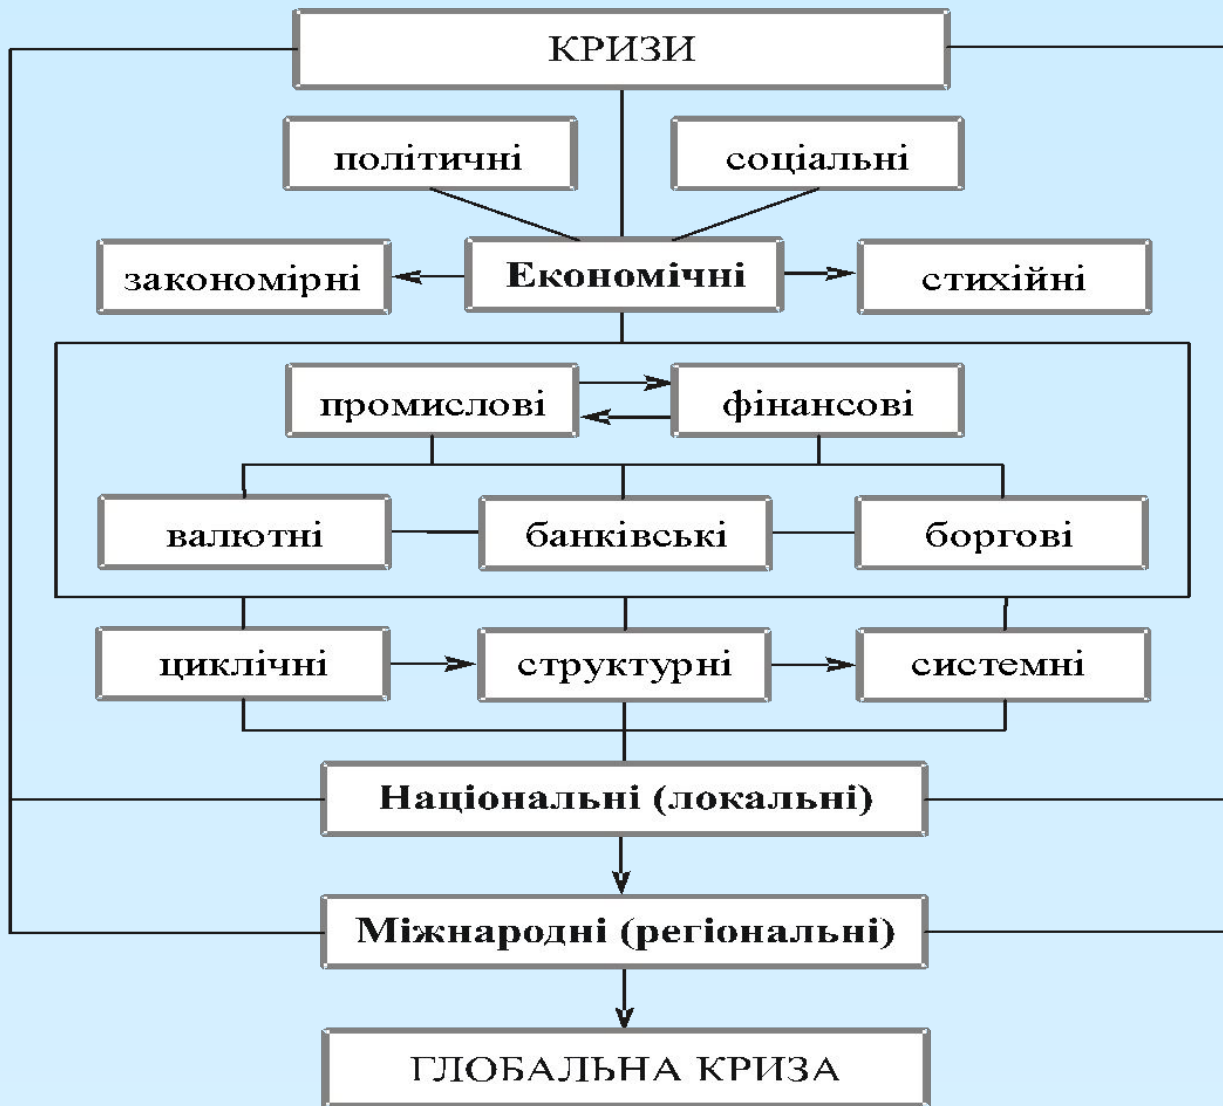 КРИЗИ
політичні
соціальні
закономірні
Економічні
стихійні
промислові
фінансові
валютні
банківські
боргові
циклічні
структурні
системні
Національні (локальні)
Міжнародні (регіональні)
ГЛОБАЛЬНА КРИЗА